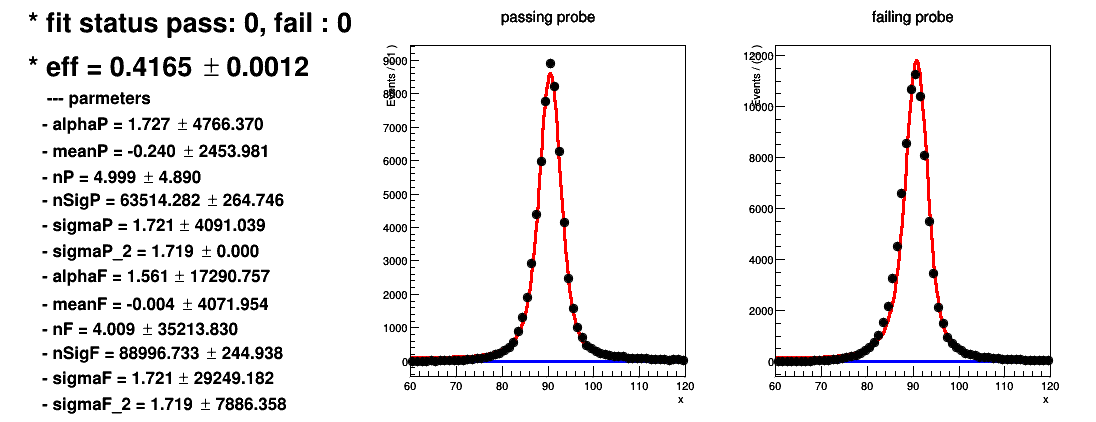 * fit status pass: 0, fail : 0
* eff = 0.4165 ± 0.0012
--- parmeters
- alphaP = 1.727 ± 4766.370
- meanP = -0.240 ± 2453.981
- nP = 4.999 ± 4.890
- nSigP = 63514.282 ± 264.746
- sigmaP = 1.721 ± 4091.039
- sigmaP_2 = 1.719 ± 0.000
- alphaF = 1.561 ± 17290.757
- meanF = -0.004 ± 4071.954
- nF = 4.009 ± 35213.830
- nSigF = 88996.733 ± 244.938
- sigmaF = 1.721 ± 29249.182
- sigmaF_2 = 1.719 ± 7886.358
passing probe
Events / ( 1 )
9000
8000
7000
6000
5000
4000
3000
2000
1000
0
60 70 80 90 100 110 120
x
failing probe
Events / (
12000
10000
8000
6000
4000
2000
0
60 70 80 90 100 110 120
x